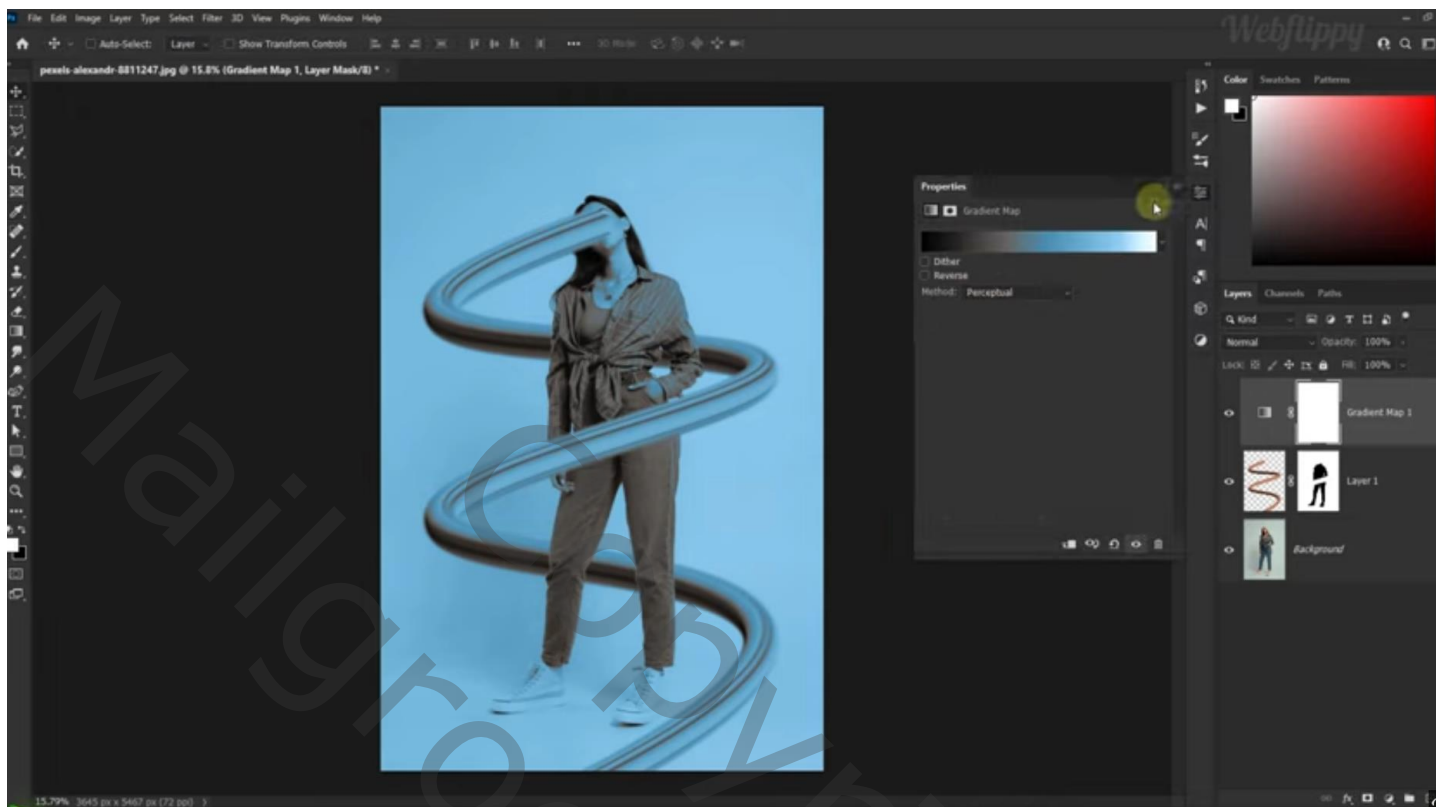 Ps File Edit Image Layer Type Select Filter 3D View Plugins Window Help
Webflippy
Auto-Select: Layer Show Transform Controls 3D Mode:
pexels-alexandr-8811247.jpg @ 15.8% (Gradient Map 1, Layer Mask/8) * ×
Color Swatches Patterns
Properties
Gradient Map
Dither
Reverse
Method: Perceptual
Layers Channels Paths
Kind
Normal Opacity: 100%
Lock: Fill: 100%
Gradient Map 1
Layer 1
Background
15.79% 3645 px x 5467 px (72 ppi)